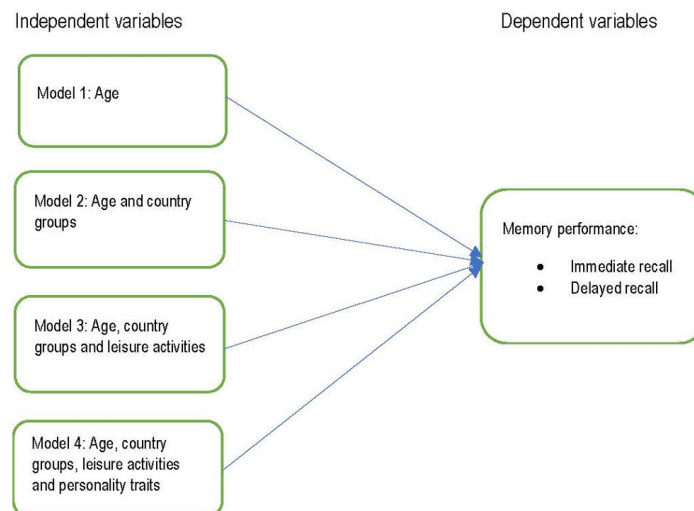 Independent variables
Dependent variables
Model 1: Age
Model 2: Age and country
groups
Model 3: Age, country
groups and leisure activities
Model 4: Age, country
groups, leisure activities
and personality traits
Memory performance:
• Immediate recall
• Delayed recall